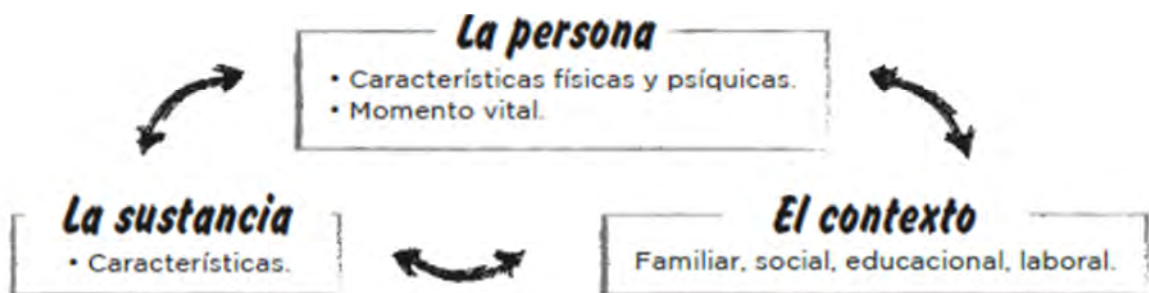 La persona
• Características físicas y psíquicas.
• Momento vital.
La sustancia
• Características.
El contexto
Familiar, social, educacional, laboral.